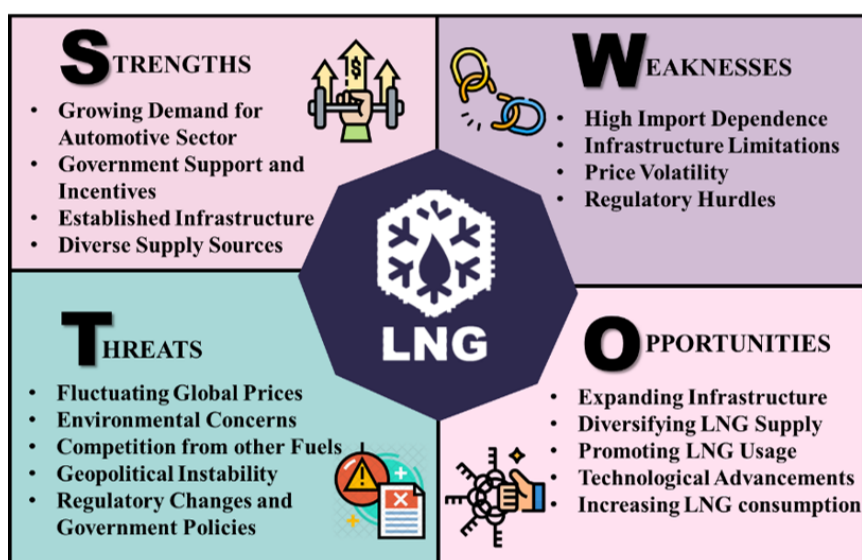 STRENGTHS
• Growing Demand for
Automotive Sector
• Government Support and
Incentives
• Established Infrastructure
• Diverse Supply Sources
$
WEAKNESSES
• High Import Dependence
• Infrastructure Limitations
• Price Volatility
• Regulatory Hurdles
LNG
THREATS
• Fluctuating Global Prices
• Environmental Concerns
• Competition from other Fuels
• Geopolitical Instability
• Regulatory Changes and
Government Policies
OPPORTUNITIES
• Expanding Infrastructure
• Diversifying LNG Supply
• Promoting LNG Usage
• Technological Advancements
• Increasing LNG consumption